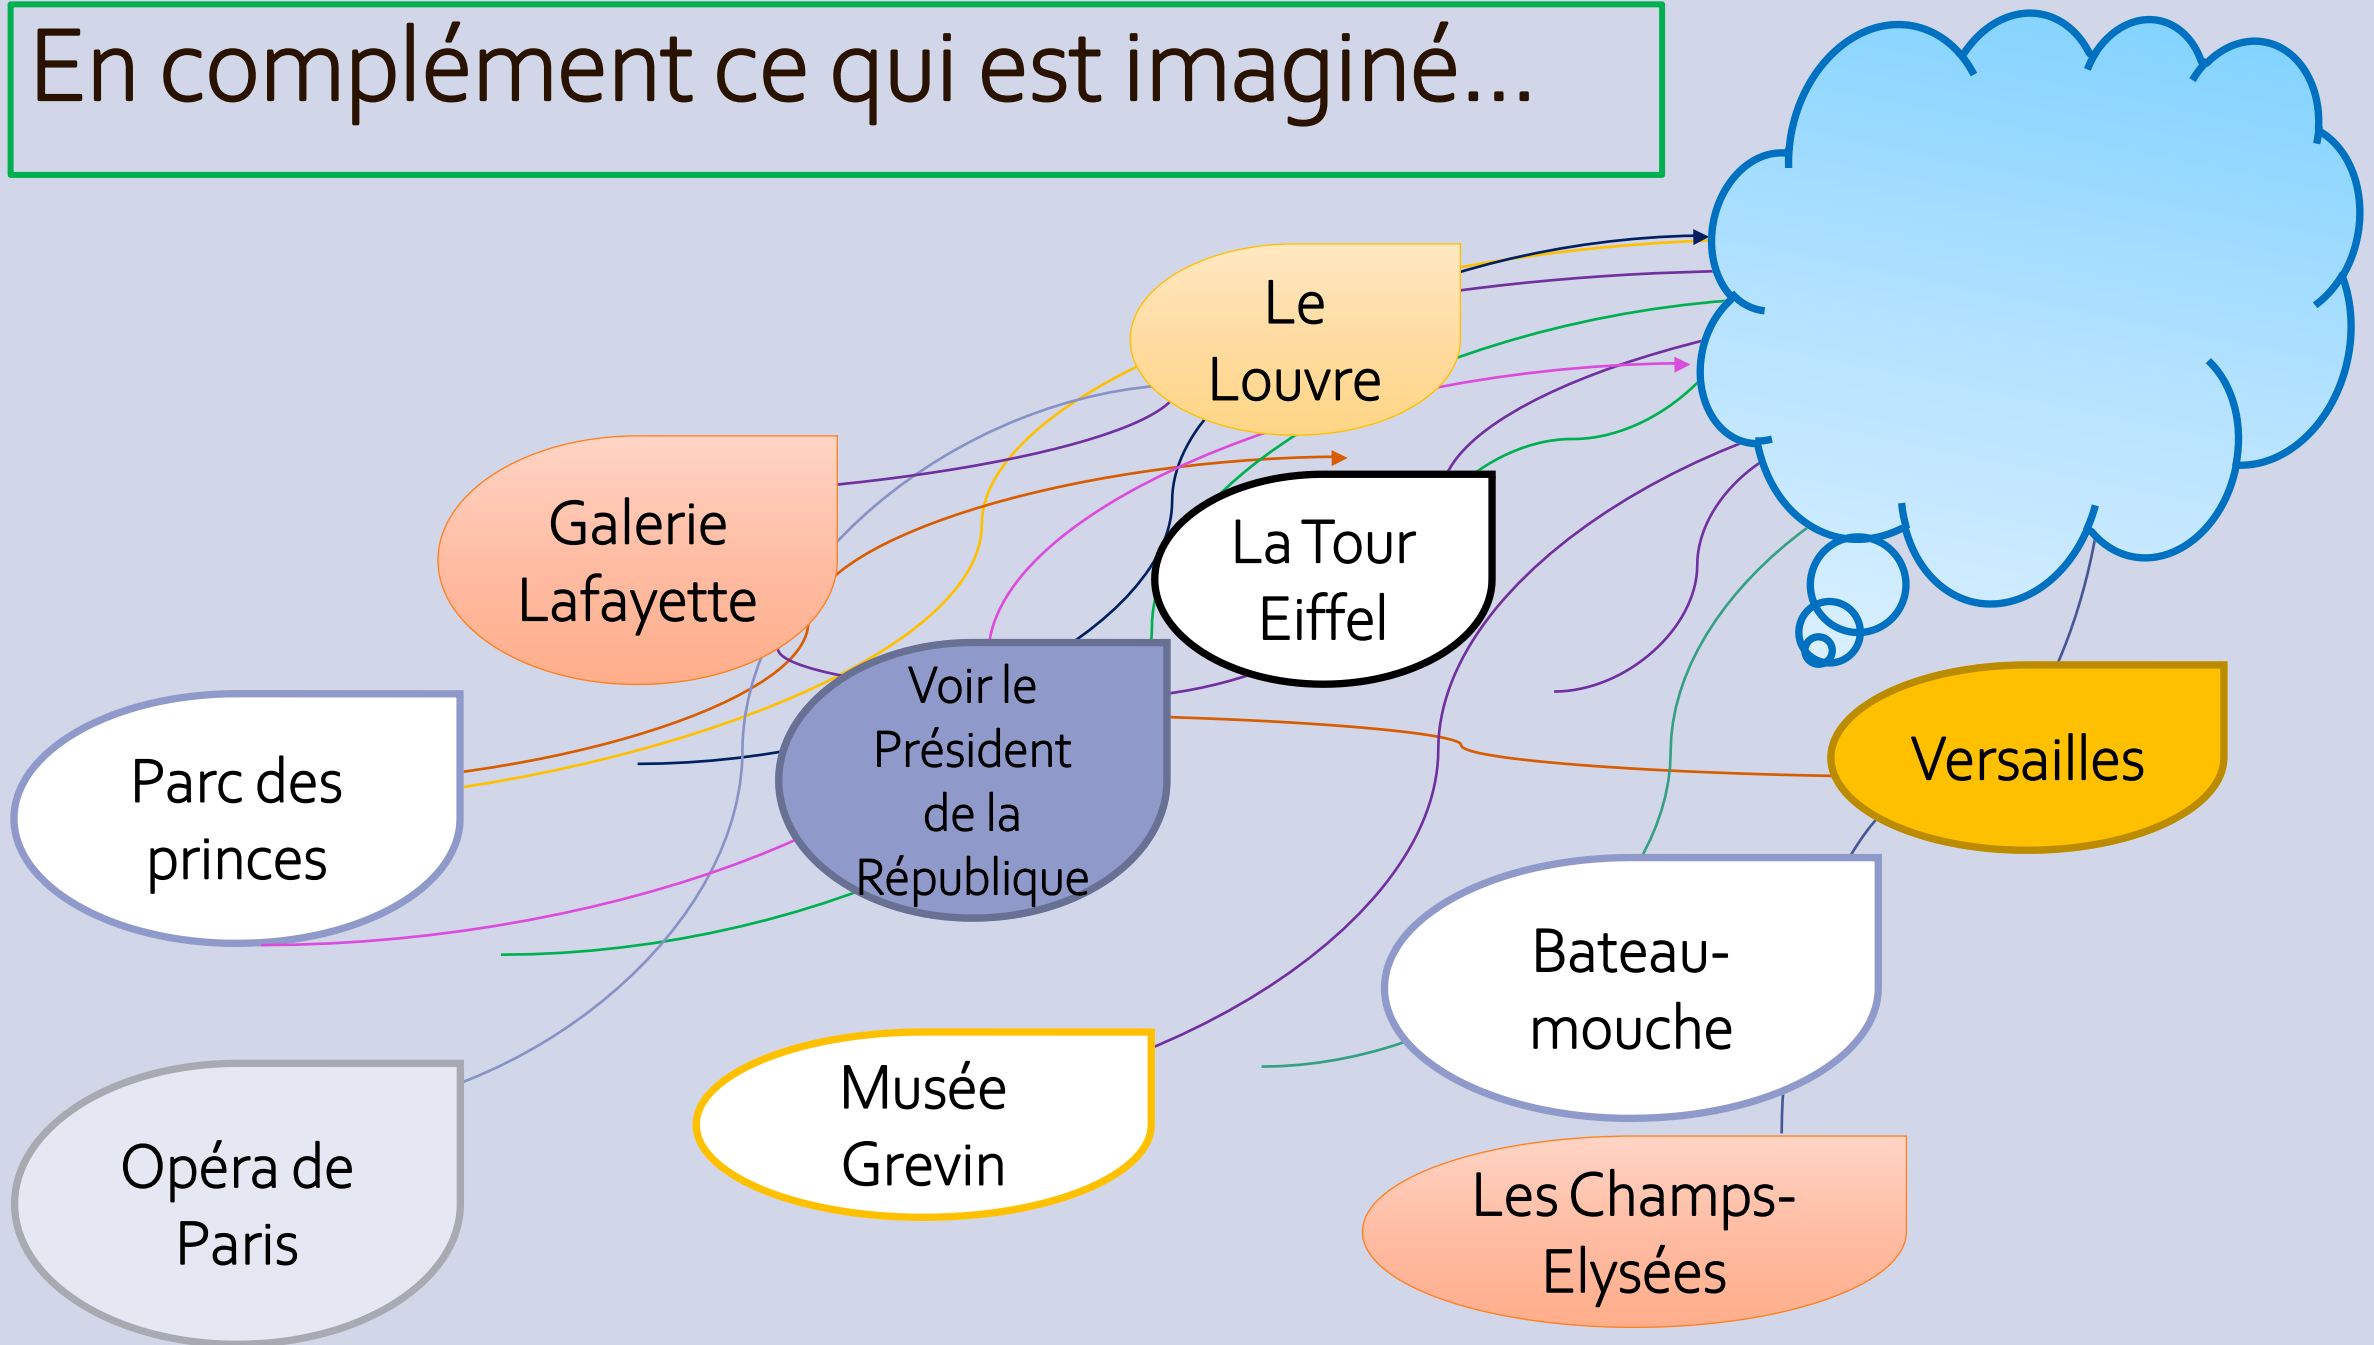 En complément ce qui est imaginé...
Le
Louvre
Galerie
Lafayette
La Tour
Eiffel
Voir le
Président
de la
République
Parc des
princes
Versailles
Bateau-
mouche
Musée
Grevin
Opéra de
Paris
Les Champs-
Elysées